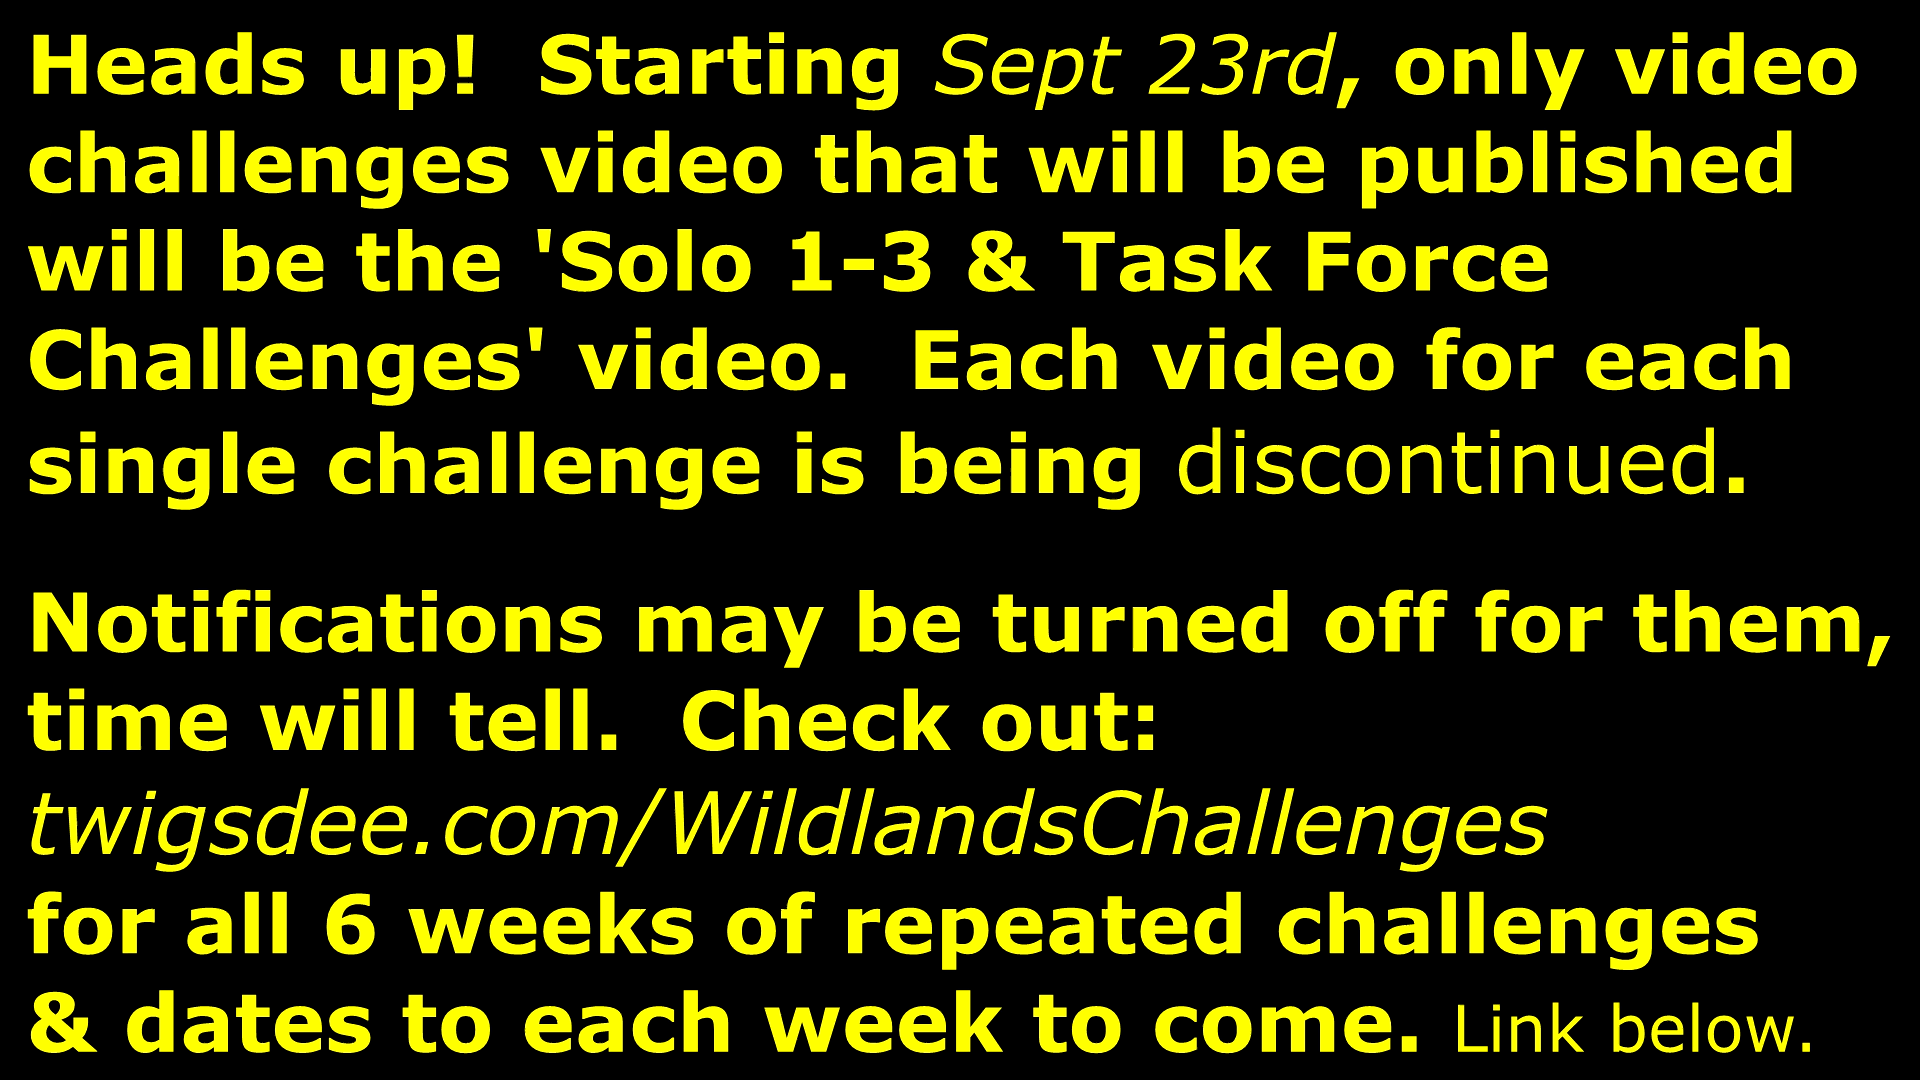 Heads up!  Starting Sept 23rd, only video
challenges video that will be published
will be the 'Solo 1-3 & Task Force
Challenges' video.  Each video for each
single challenge is being discontinued.
Notifications may be turned off for them,
time will tell.  Check out:
twigsdee.com/WildlandsChallenges
for all 6 weeks of repeated challenges
& dates to each week to come. Link below.